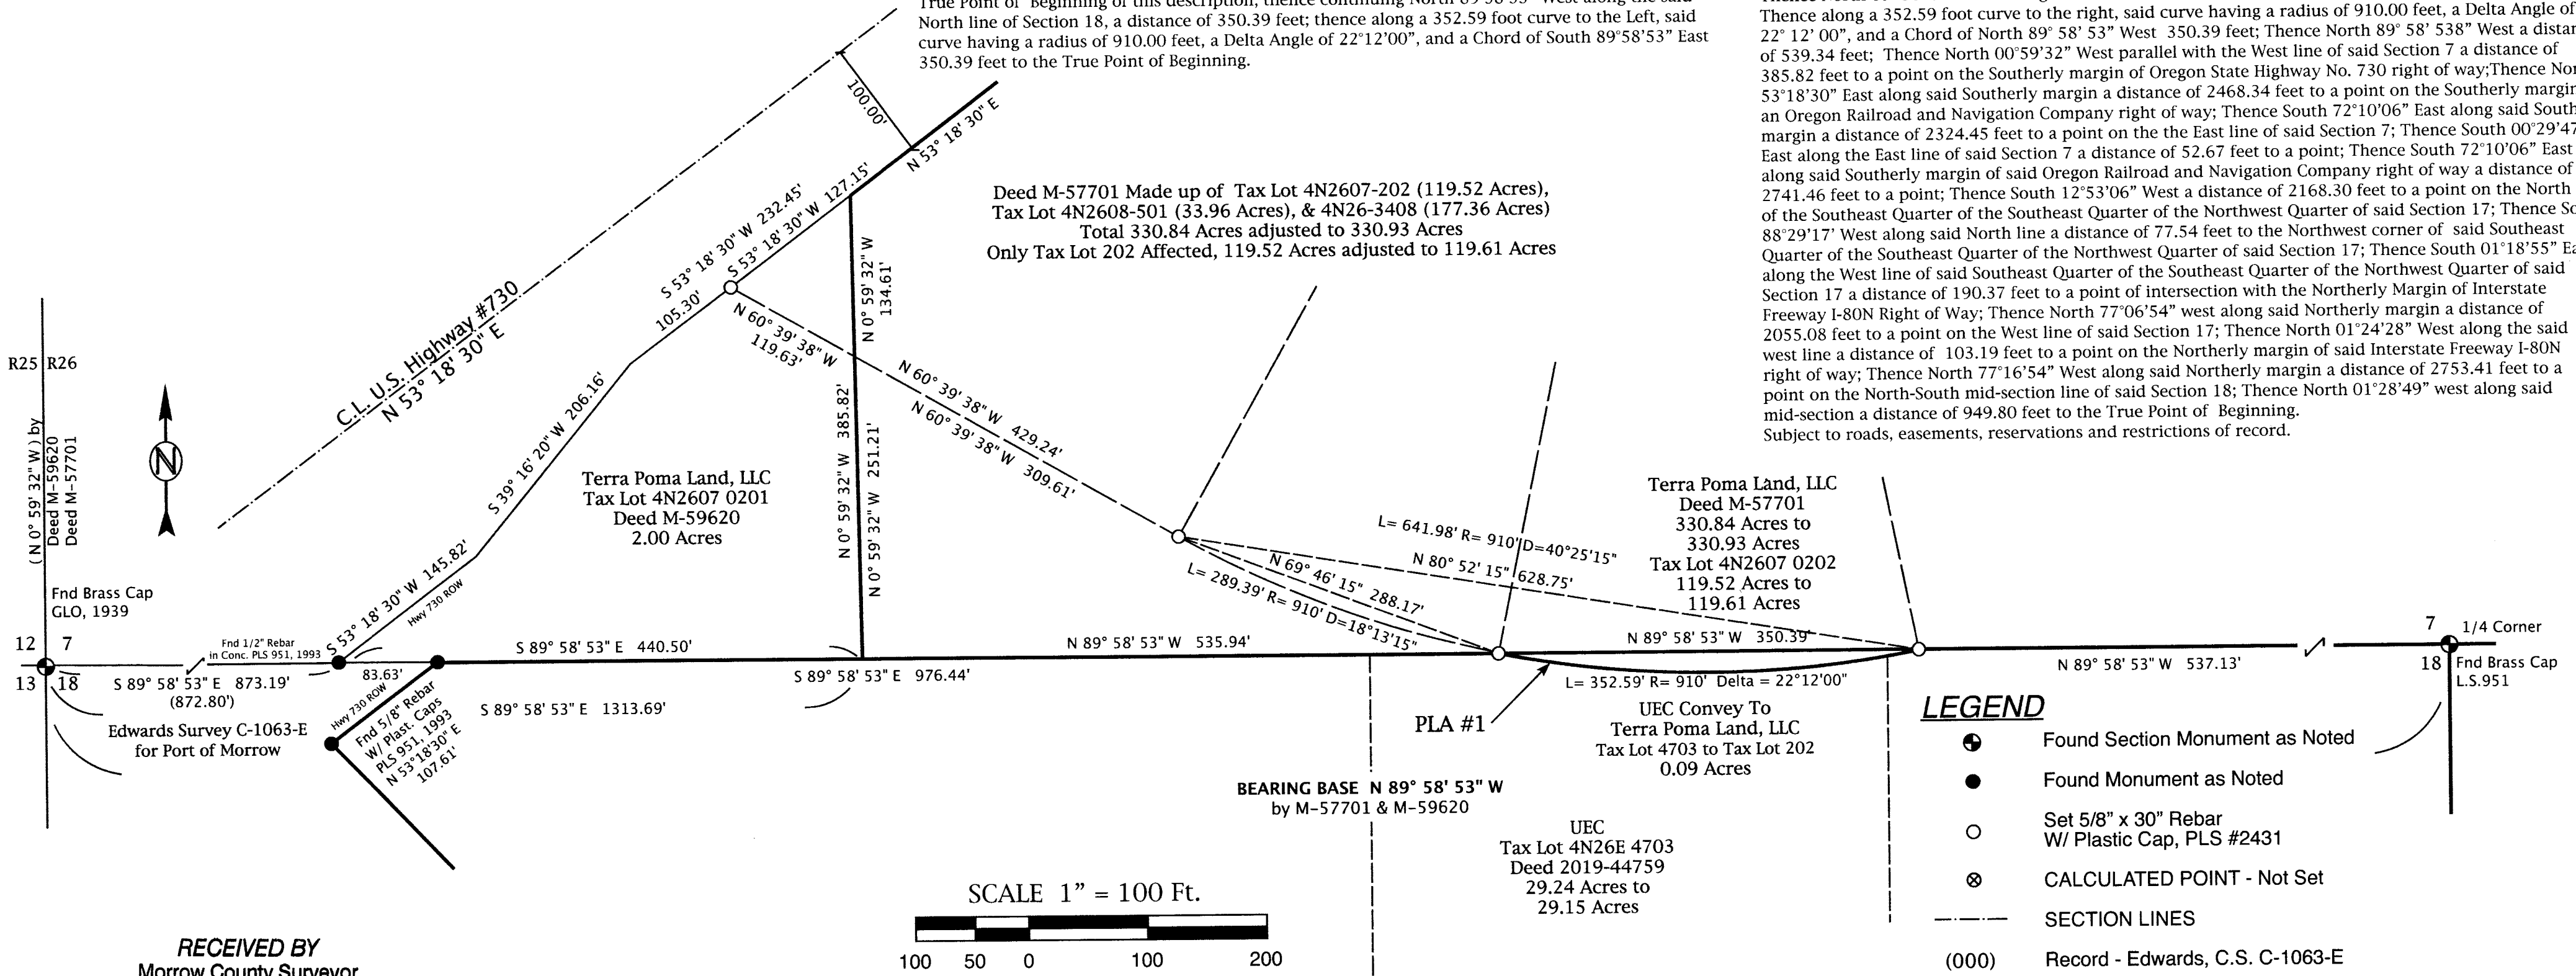 True Point of Beginning of this description, thence continuing North 89°58'53" West along the said
North line of Section 18, a distance of 350.39 feet; thence along a 352.59 foot curve to the Left, said
curve having a radius of 910.00 feet, a Delta Angle of 22°12'00", and a Chord of South 89°58'53" East
350.39 feet to the True Point of Beginning.
Thence along a 352.59 foot curve to the right, said curve having a radius of 910.00 feet, a Delta Angle of
22° 12' 00", and a Chord of North 89° 58' 53" West 350.39 feet; Thence North 89° 58' 538" West a
of 539.34 feet; Thence North 00°59'32" West parallel with the West line of said Section 7 a distance of
385.82 feet to a point on the Southerly margin of Oregon State Highway No. 730 right of way;Thence
53°18'30" East along said Southerly margin a distance of 2468.34 feet to a point on the Southerly margin
an Oregon Railroad and Navigation Company right of way; Thence South 72°10'06" East along said
margin a distance of 2324.45 feet to a point on the the East line of said Section 7; Thence South 00°29'47
East along the East line of said Section 7 a distance of 52.67 feet to a point; Thence South 72°10'06" East
along said Southerly margin of said Oregon Railroad and Navigation Company right of way a distance of
2741.46 feet to a point; Thence South 12°53'06" West a distance of 2168.30 feet to a point on the North
of the Southeast Quarter of the Southeast Quarter of the Northwest Quarter of said Section 17; Thence
88°29'17' West along said North line a distance of 77.54 feet to the Northwest corner of said Southeast
Quarter of the Southeast Quarter of the Northwest Quarter of said Section 17; Thence South 01°18'55"
along the West line of said Southeast Quarter of the Southeast Quarter of the Northwest Quarter of said
Section 17 a distance of 190.37 feet to a point of intersection with the Northerly Margin of Interstate
Freeway I-80N Right of Way; Thence North 77°06'54" west along said Northerly margin a distance of
2055.08 feet to a point on the West line of said Section 17; Thence North 01°24'28" West along the said
west line a distance of 103.19 feet to a point on the Northerly margin of said Interstate Freeway I-80N
right of way; Thence North 77°16'54" West along said Northerly margin a distance of 2753.41 feet to a
point on the North-South mid-section line of said Section 18; Thence North 01°28'49" west along said
mid-section a distance of 949.80 feet to the True Point of Beginning.
Subject to roads, easements, reservations and restrictions of record.
100.00'
N 53° 18' 30" E
Deed M-57701 Made up of Tax Lot 4N2607-202 (119.52 Acres),
Tax Lot 4N2608-501 (33.96 Acres), & 4N26-3408 (177.36 Acres)
Total 330.84 Acres adjusted to 330.93 Acres
Only Tax Lot 202 Affected, 119.52 Acres adjusted to 119.61 Acres
S 53° 18' 30" W 232.45'
S 53° 18' 30" W 127.15'
105.30'
N 0° 59' 32" W
134.61'
C.L. U.S. Highway #730
N 53° 18' 30" E
N 60° 39' 38" W
119.63'
N 60° 39' 38" W 429.24'
N 60° 39' 38" W 309.61'
R25 R26
(N 0° 59' 32" W) by
Deed M-59620
Deed M-57701
N
S 39° 16' 20" W 206.16'
N 0° 59' 32" W 385.82'
N 0° 59' 32" W 251.21'
Terra Poma Land, LLC
Tax Lot 4N2607 0201
Deed M-59620
2.00 Acres
Terra Poma Land, LLC
Deed M-57701
330.84 Acres to
330.93 Acres
Tax Lot 4N2607 0202
119.52 Acres to
119.61 Acres
L= 641.98' R= 910' D=40°25'15"
N 80° 52' 15" 628.75'
N 69° 46' 15" 288.17'
L= 289.39' R= 910' D=18°13'15"
S 53° 18' 30" W 145.82'
Hwy 730 ROW
Fnd Brass Cap
GLO, 1939
12 7
13 18
Fnd 1/2" Rebar
in Conc. PLS 951, 1993
S 89° 58' 53" E 873.19'
(872.80')
83.63'
S 89° 58' 53" E 440.50'
N 89° 58' 53" W 535.94'
N 89° 58' 53" W 350.39'
S 89° 58' 53" E 976.44'
N 89° 58' 53" W 537.13'
7 1/4 Corner
18 Fnd Brass Cap
L.S.951
L= 352.59' R= 910' Delta = 22°12'00"
S 89° 58' 53" E 1313.69'
Hwy 730 ROW
Fnd 5/8" Rebar
W/ Plast. Caps
PLS 951, 1993
N 53°18'30" E
107.61'
Edwards Survey C-1063-E
for Port of Morrow
PLA #1
UEC Convey To
Terra Poma Land, LLC
Tax Lot 4703 to Tax Lot 202
0.09 Acres
BEARING BASE N 89° 58' 53" W
by M-57701 & M-59620
UEC
Tax Lot 4N26E 4703
Deed 2019-44759
29.24 Acres to
29.15 Acres
LEGEND
Found Section Monument as Noted
Found Monument as Noted
Set 5/8" x 30" Rebar
W/ Plastic Cap, PLS #2431
CALCULATED POINT - Not Set
SECTION LINES
(000) Record - Edwards, C.S. C-1063-E
SCALE 1" = 100 Ft.
100 50 0 100 200
RECEIVED BY
Morrow County Surveyor